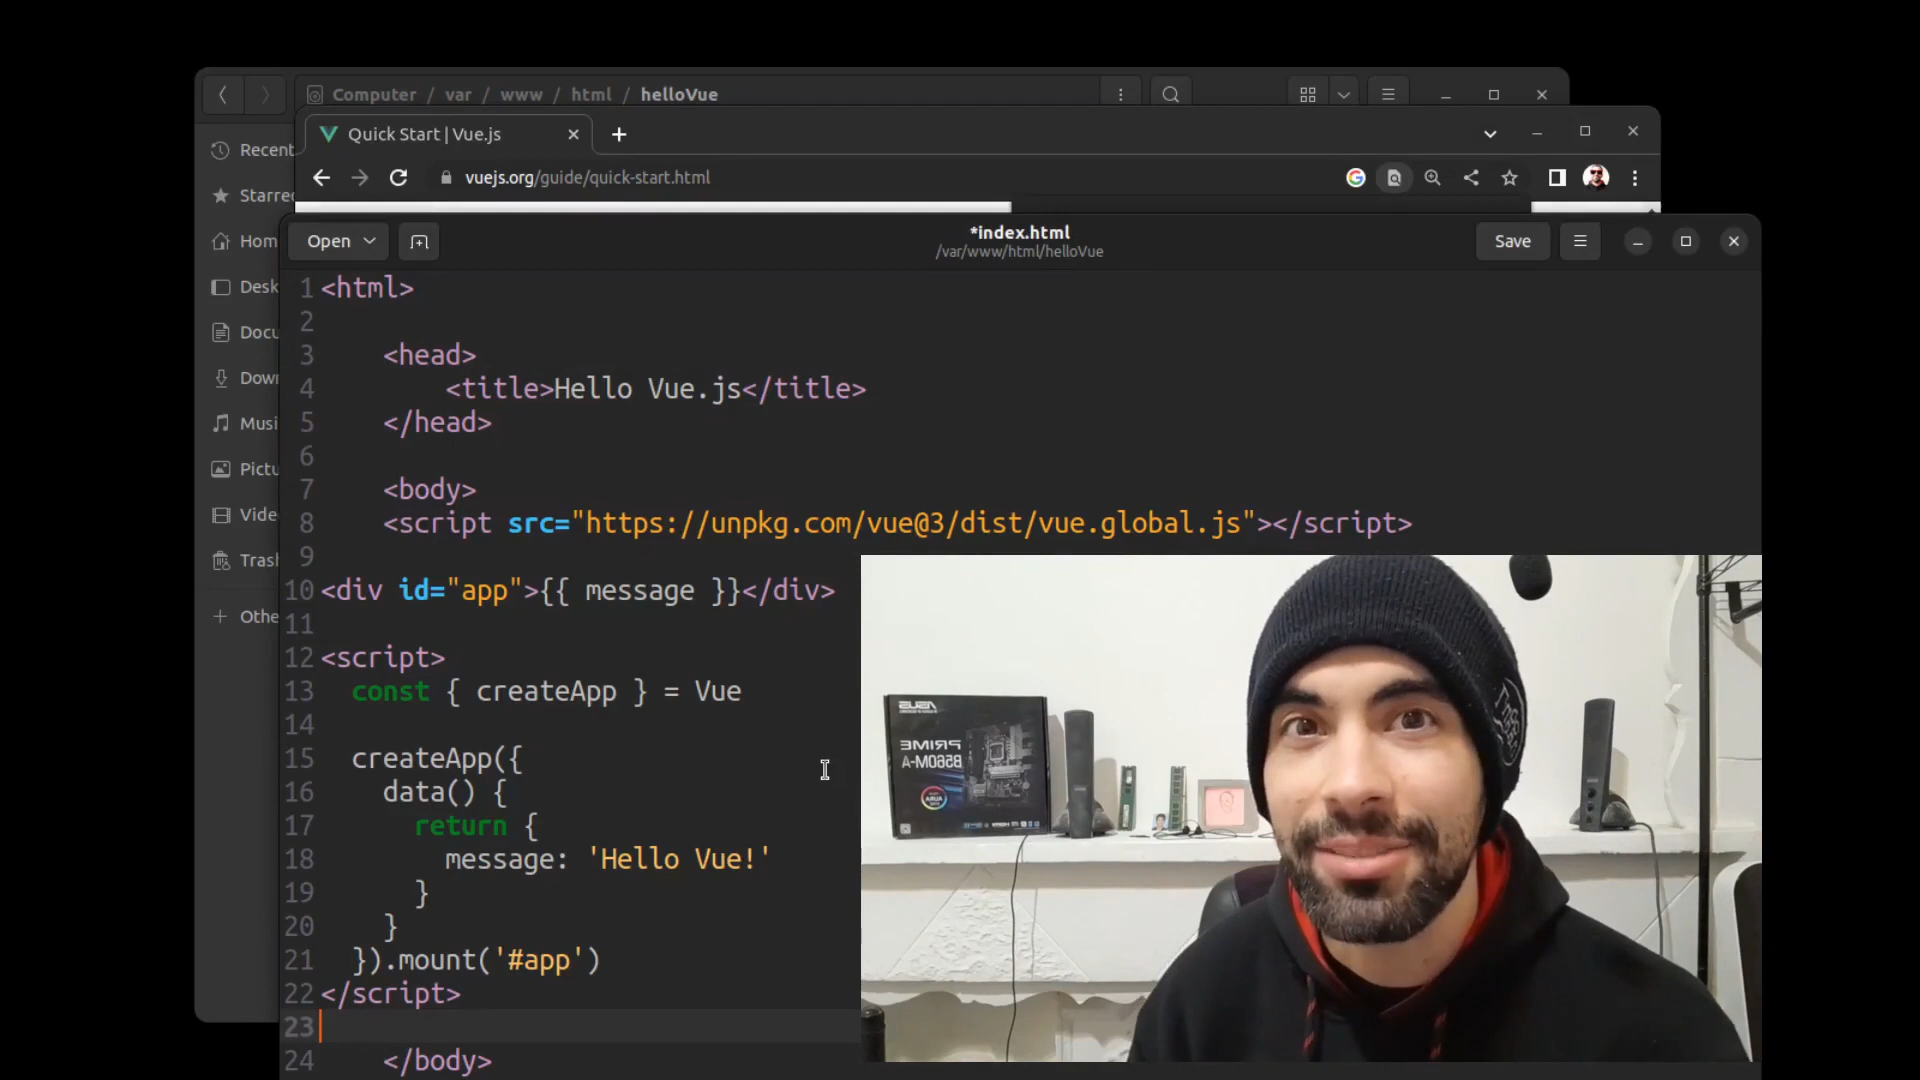 Computer / var / www / html / helloVue
Recent
Quick Start | Vue.js
vuejs.org/guide/quick-start.html
Starre
Hom
Desk
Docu
Down
Musi
Pictu
Vide
Tras
Othe
Open
*index.html
/var/www/html/helloVue
Save
1 <html>
2
3 <head>
4 <title>Hello Vue.js</title>
5 </head>
6
7 <body>
8 <script src="https://unpkg.com/vue@3/dist/vue.global.js"></script>
9
10 <div id="app">{{ message }}</div>
11
12 <script>
13 const { createApp } = Vue
14
15 createApp({
16 data() {
17 return {
18 message: 'Hello Vue!'
19 }
20 }
21 }).mount('#app')
22 </script>
23
24 </body>
ASUS
PRIME
B560M-A